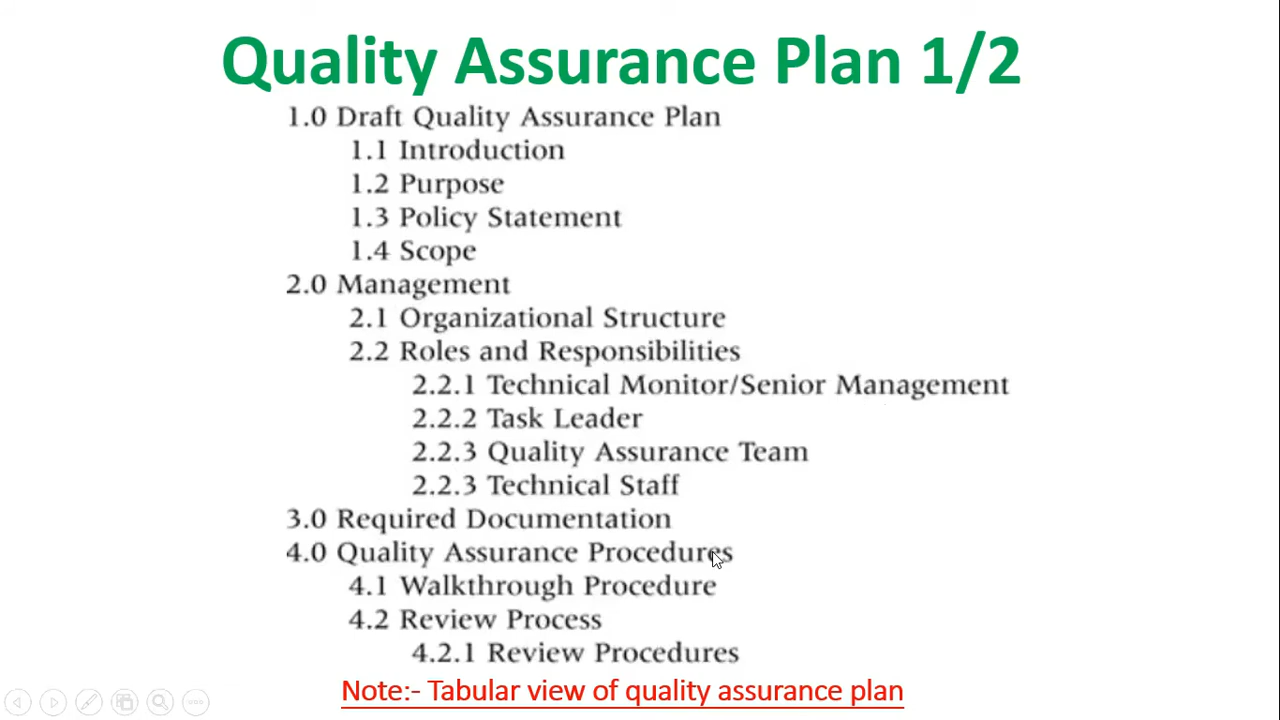 Quality Assurance Plan 1/2
1.0 Draft Quality Assurance Plan
1.1 Introduction
1.2 Purpose
1.3 Policy Statement
1.4 Scope
2.0 Management
2.1 Organizational Structure
2.2 Roles and Responsibilities
2.2.1 Technical Monitor/Senior Management
2.2.2 Task Leader
2.2.3 Quality Assurance Team
2.2.3 Technical Staff
3.0 Required Documentation
4.0 Quality Assurance Procedures
4.1 Walkthrough Procedure
4.2 Review Process
4.2.1 Review Procedures
Note:- Tabular view of quality assurance plan